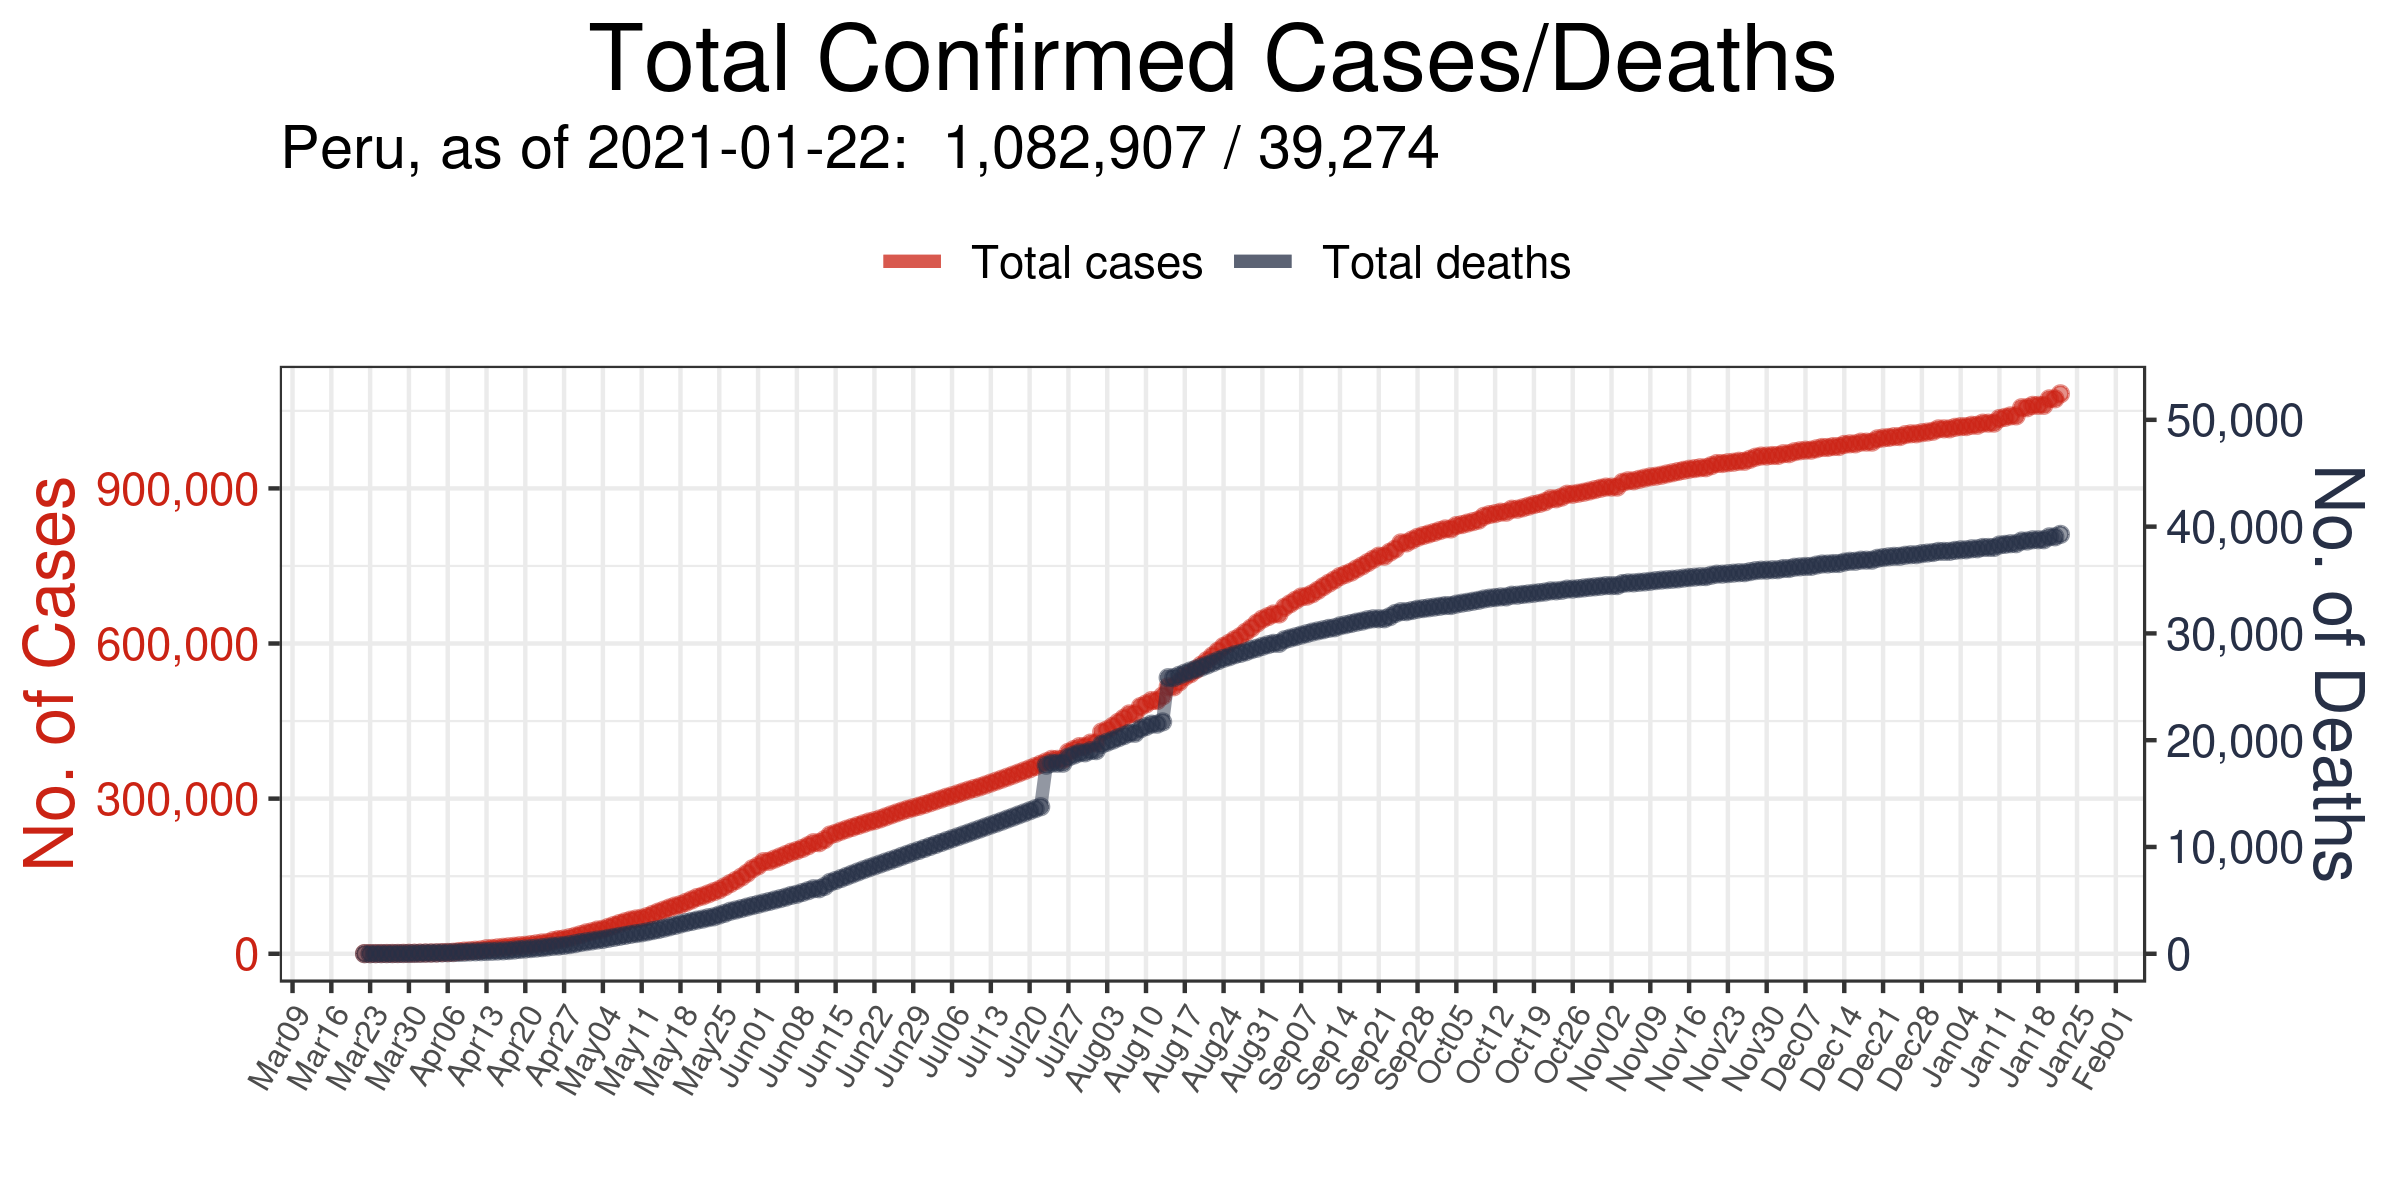 Total Confirmed Cases/Deaths
Peru, as of 2021-01-22:  1,082,907 / 39,274
Total cases
Total deaths
No. of Cases
900,000
600,000
300,000
0
50,000
40,000
30,000
20,000
10,000
0
No. of Deaths
Mar09
Mar16
Mar23
Mar30
Apr06
Apr13
Apr20
Apr27
May04
May11
May18
May25
Jun01
Jun08
Jun15
Jun22
Jun29
Jul06
Jul13
Jul20
Jul27
Aug03
Aug10
Aug17
Aug24
Aug31
Sep07
Sep14
Sep21
Sep28
Oct05
Oct12
Oct19
Oct26
Nov02
Nov09
Nov16
Nov23
Nov30
Dec07
Dec14
Dec21
Dec28
Jan04
Jan11
Jan18
Jan25
Feb01